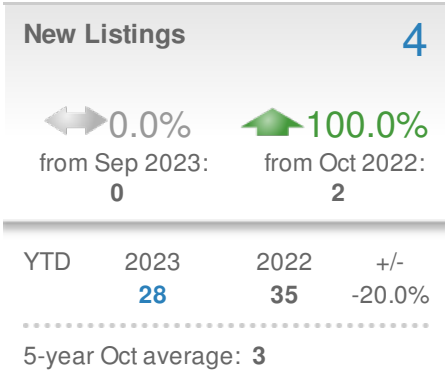 New Listings 4
0.0% 100.0%
from Sep 2023: from Oct 2022:
0 2
YTD 2023 2022 +/-
28 35 -20.0%
5-year Oct average: 3